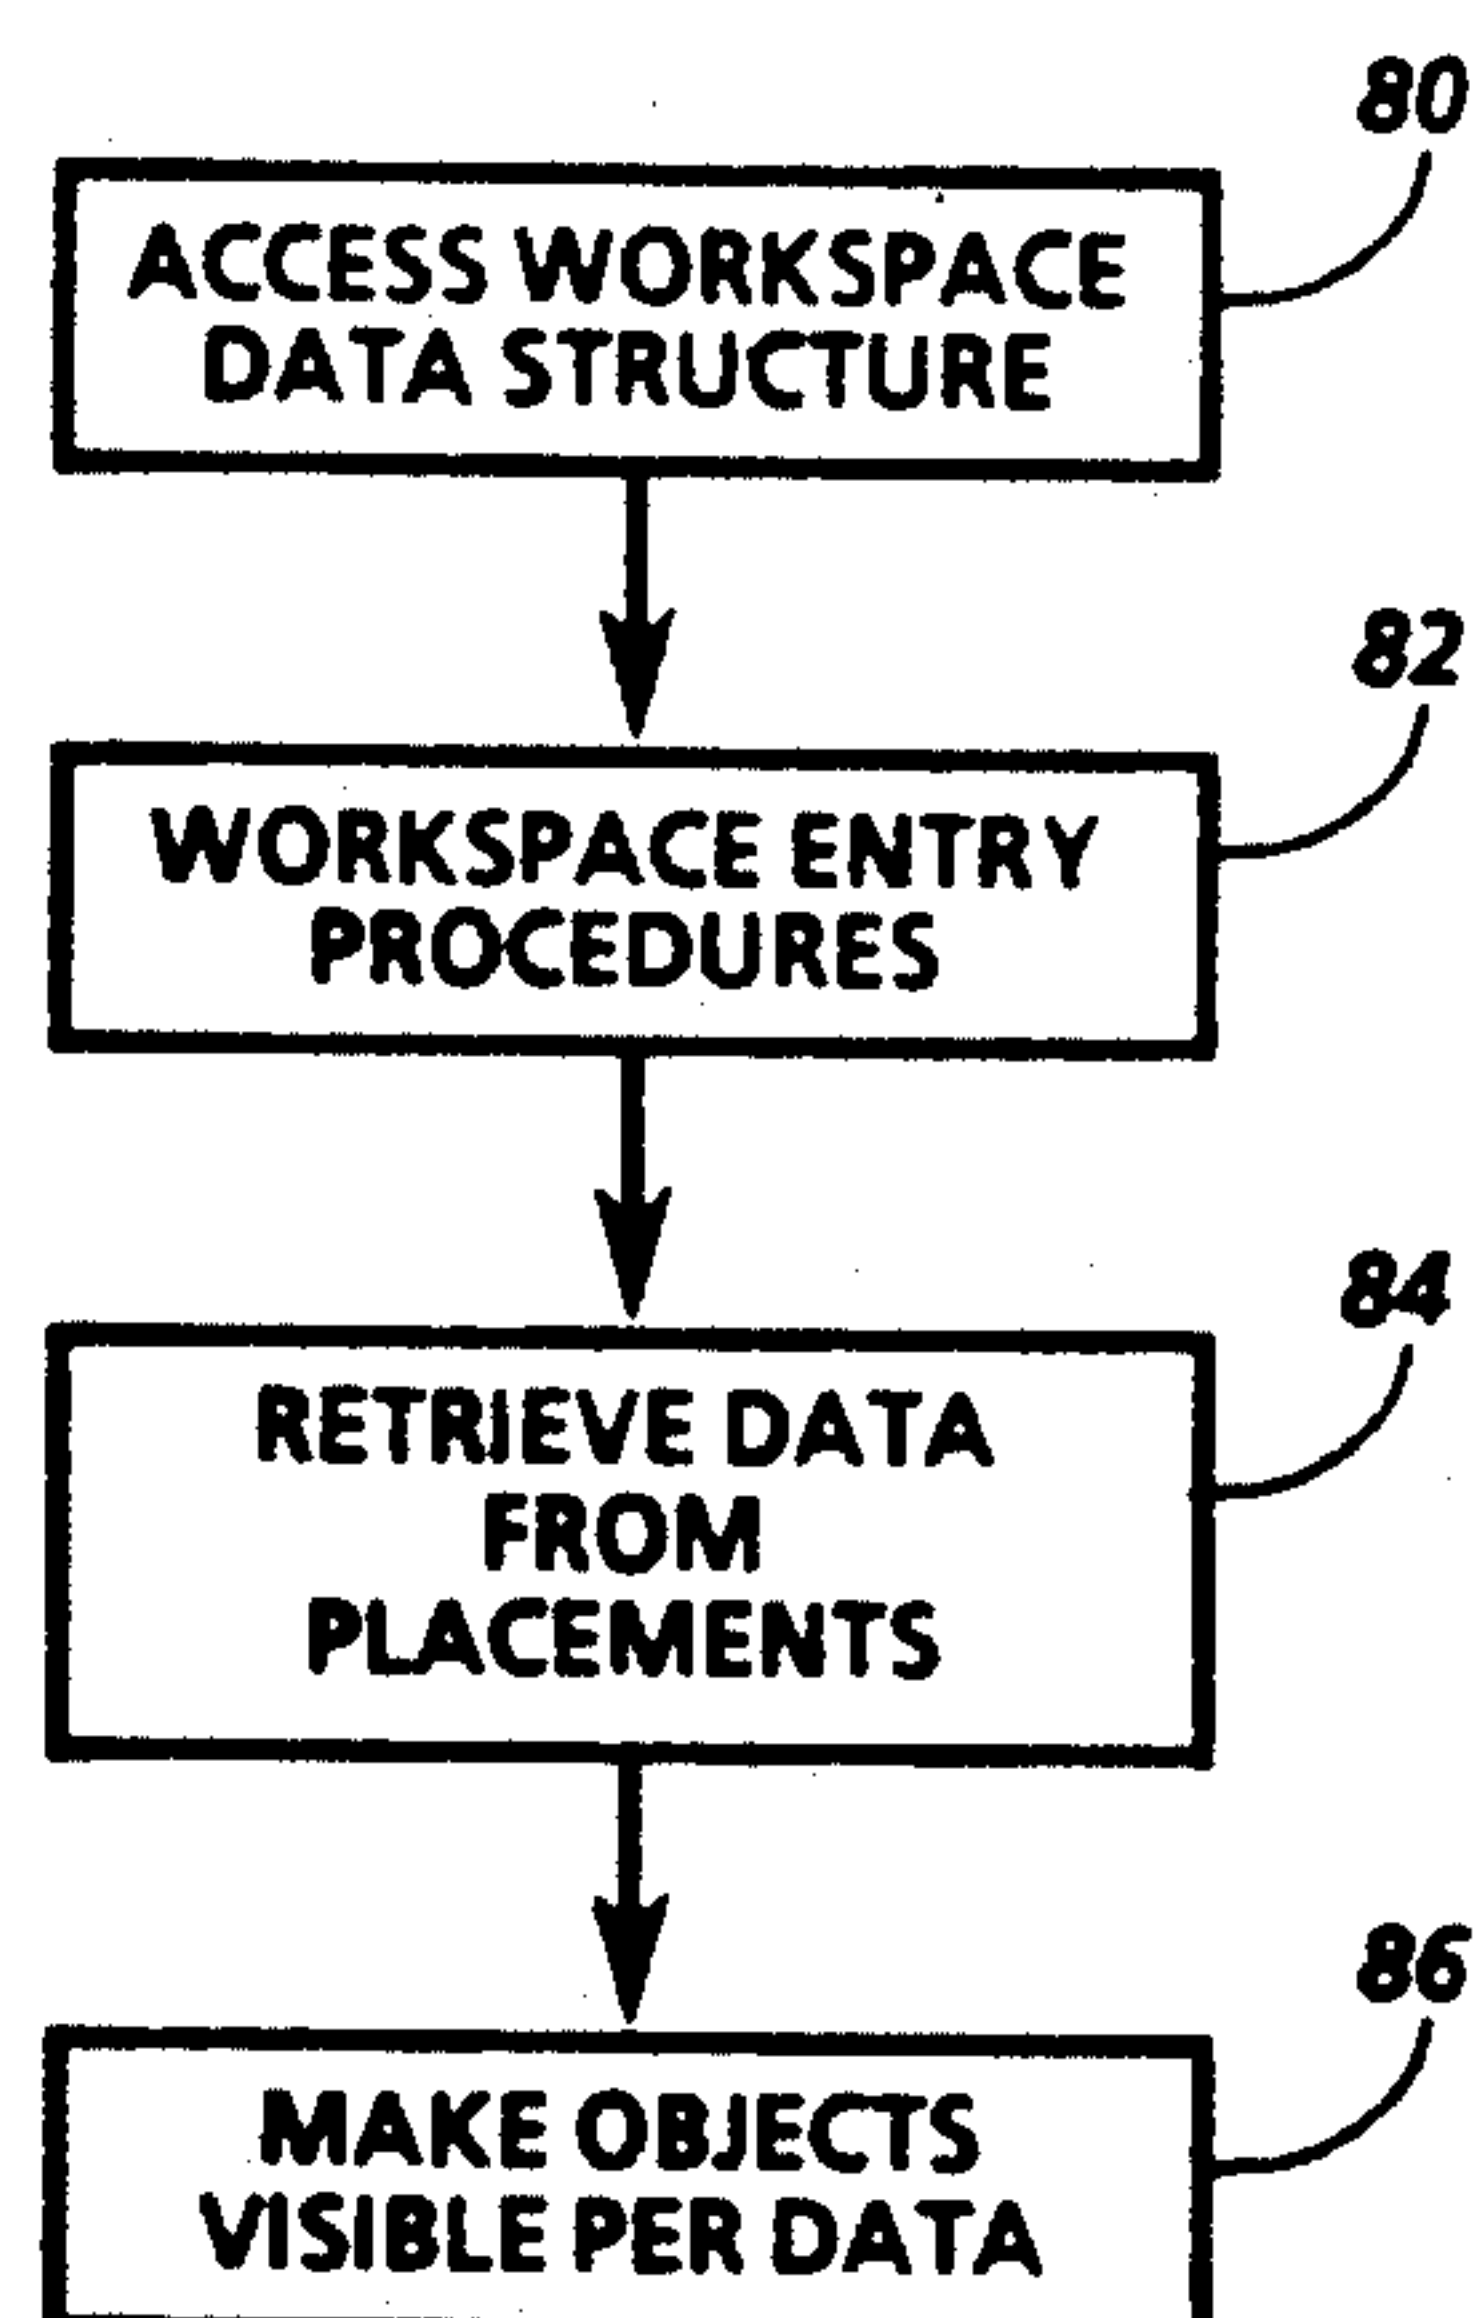 80
ACCESS WORKSPACE
DATA STRUCTURE
82
WORKSPACE ENTRY
PROCEDURES
84
RETRIEVE DATA
FROM
PLACEMENTS
86
MAKE OBJECTS
VISIBLE PER DATA